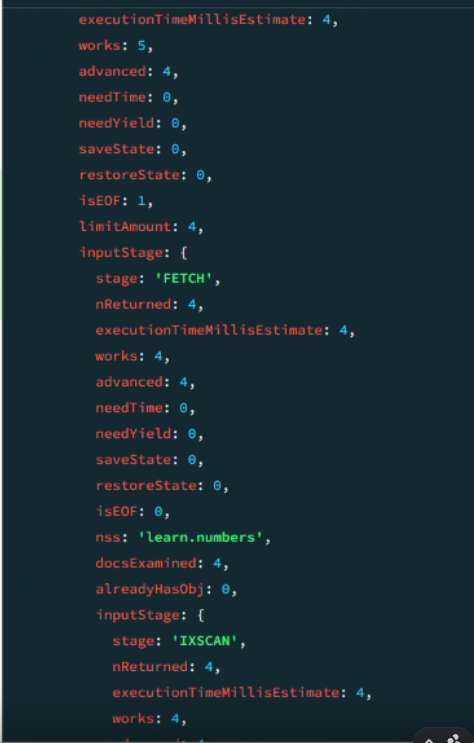 executionTimeMillisEstimate: 4,
works: 5,
advanced: 4,
needTime: 0,
needYield: 0,
saveState: 0,
restoreState: 0,
isEOF: 1,
limitAmount: 4,
inputStage: {
stage: 'FETCH',
nReturned: 4,
executionTimeMillisEstimate: 4,
works: 4,
advanced: 4,
needTime: 0,
needYield: 0,
saveState: 0,
restoreState: 0,
isEOF: 0,
nss: 'learn.numbers',
docsExamined: 4,
alreadyHasObj: 0,
inputStage: {
stage: 'IXSCAN',
nReturned: 4,
executionTimeMillisEstimate: 4,
works: 4,